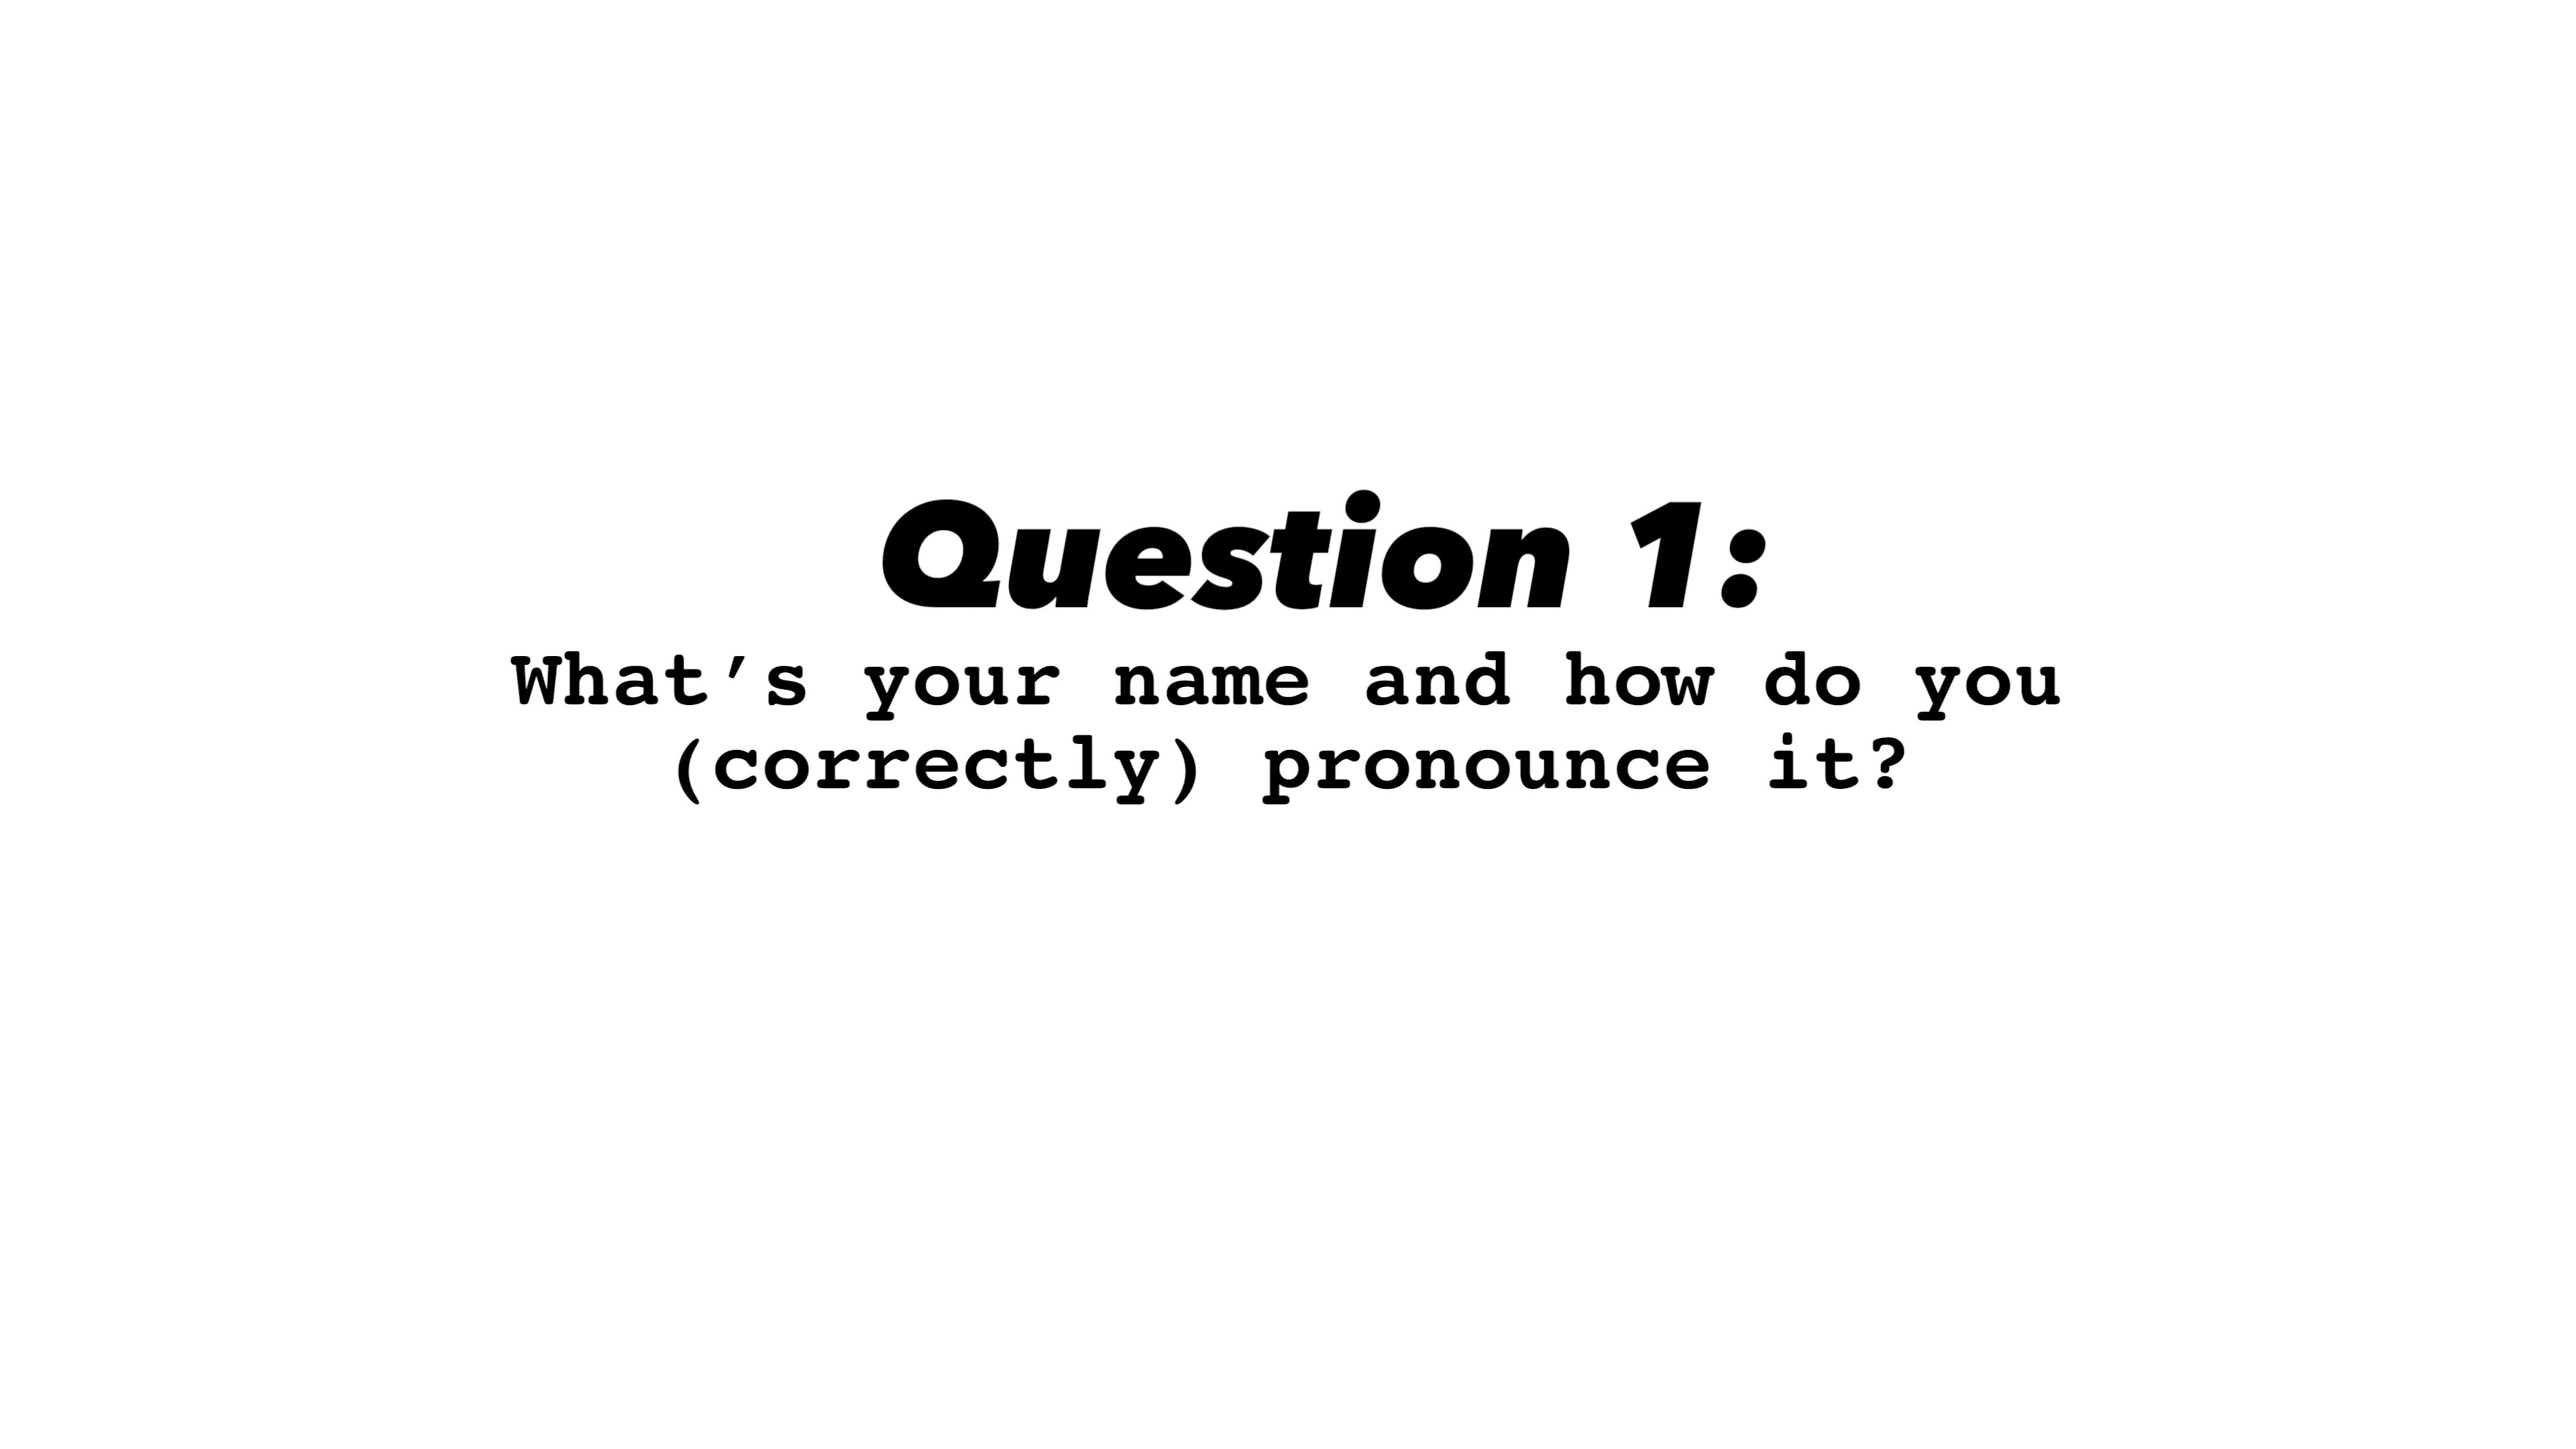 Question 1:
What’s your name and how do you
(correctly) pronounce it?